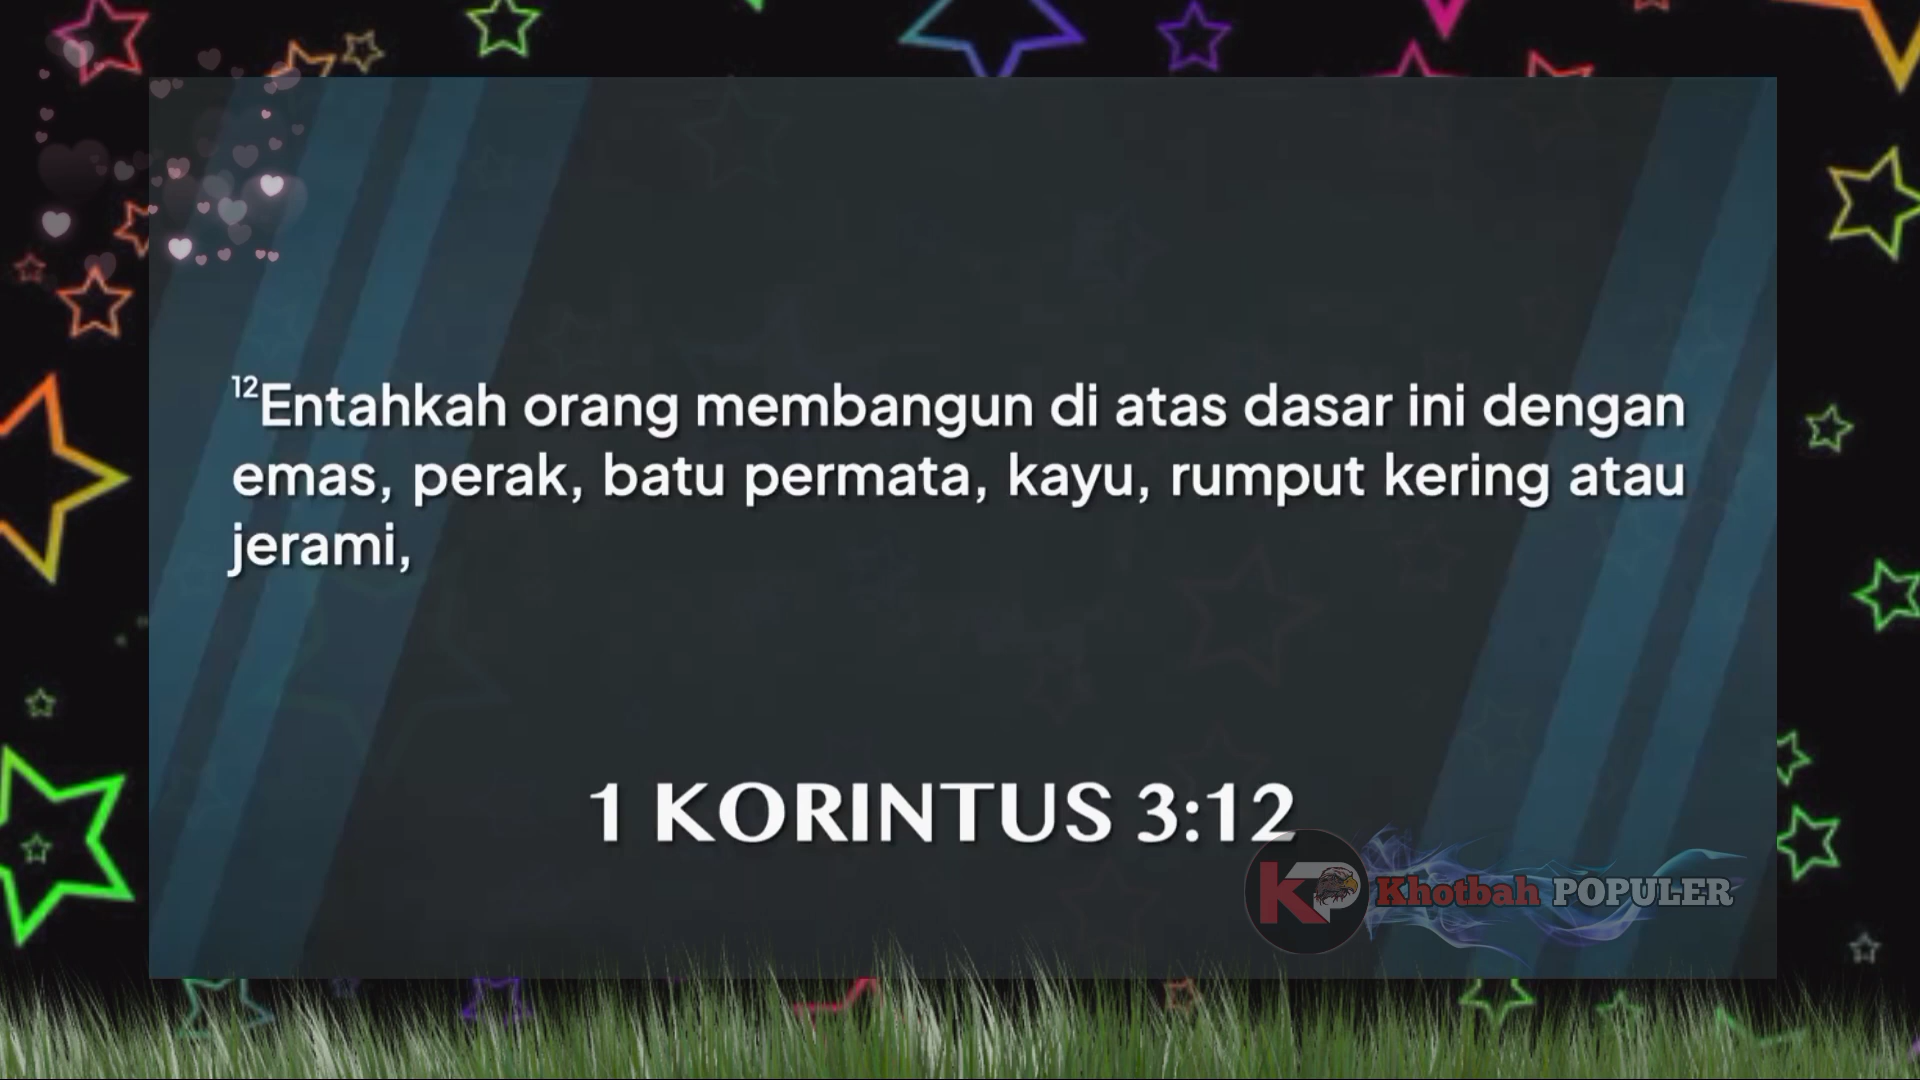 12Entahkah orang membangun di atas dasar ini dengan
emas, perak, batu permata, kayu, rumput kering atau
jerami,
1 KORINTUS 3:12
KP Khotbah POPULER